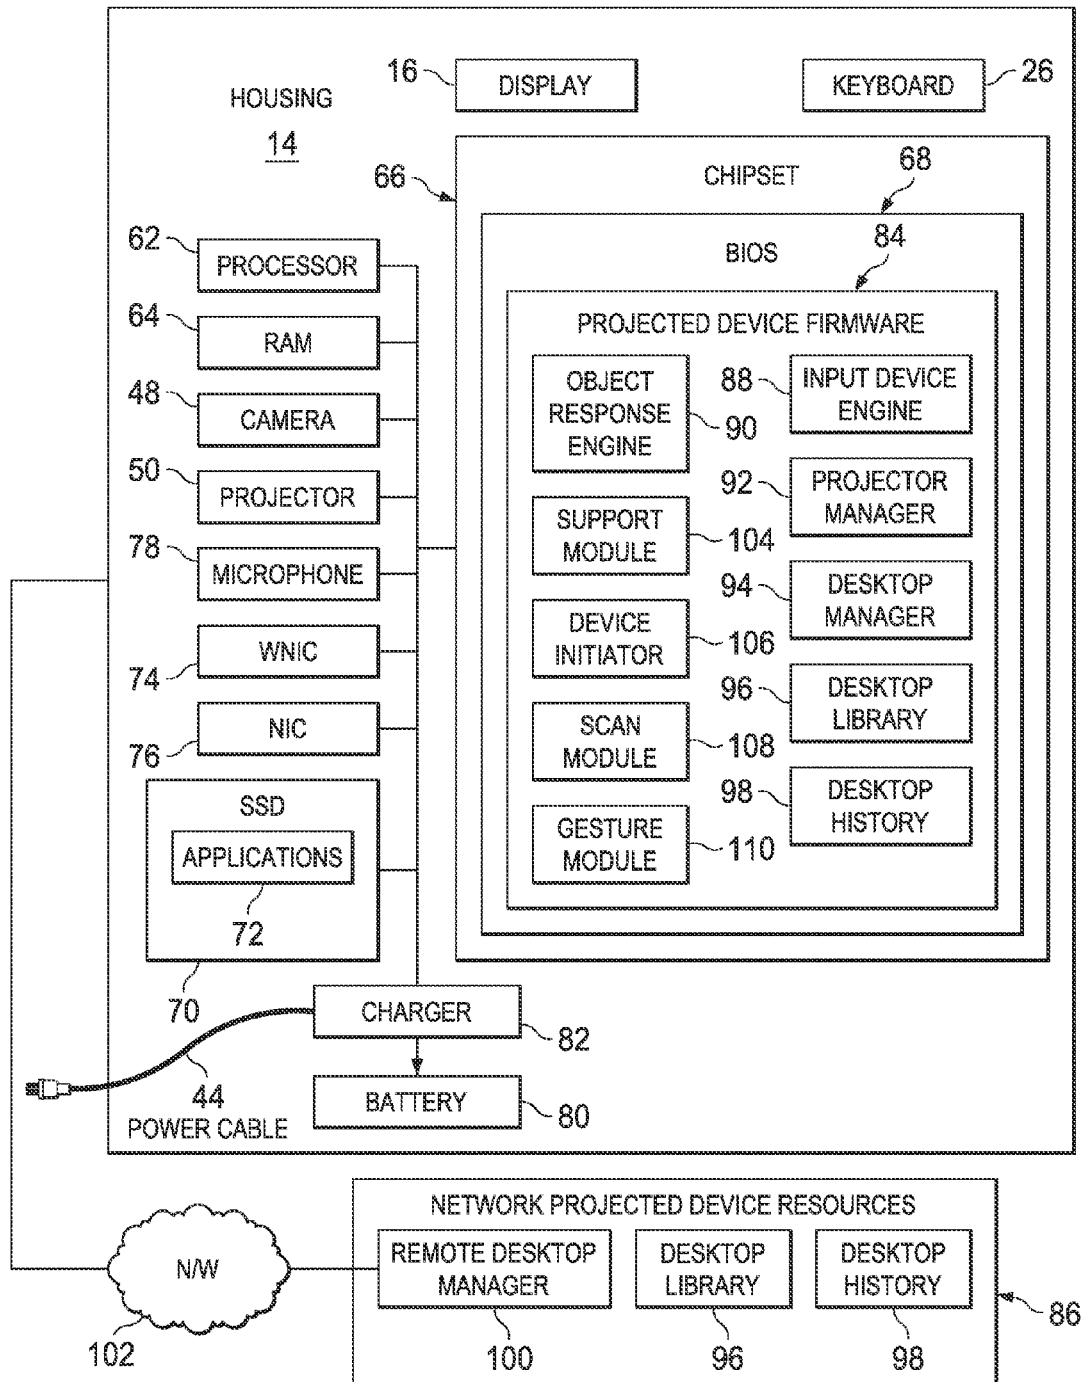 16
DISPLAY
KEYBOARD
26
HOUSING
14
66
CHIPSET
68
BIOS
84
PROJECTED DEVICE FIRMWARE
62
PROCESSOR
64
RAM
48
CAMERA
50
PROJECTOR
78
MICROPHONE
WNIC
74
NIC
76
SSD
APPLICATIONS
72
70
OBJECT
RESPONSE
ENGINE
90
SUPPORT
MODULE
104
DEVICE
INITIATOR
106
SCAN
MODULE
108
GESTURE
MODULE
110
88
INPUT DEVICE
ENGINE
92
PROJECTOR
MANAGER
94
DESKTOP
MANAGER
96
DESKTOP
LIBRARY
98
DESKTOP
HISTORY
CHARGER
82
44
POWER CABLE
BATTERY
80
NETWORK PROJECTED DEVICE RESOURCES
N/W
102
REMOTE DESKTOP
MANAGER
100
DESKTOP
LIBRARY
96
DESKTOP
HISTORY
98
86